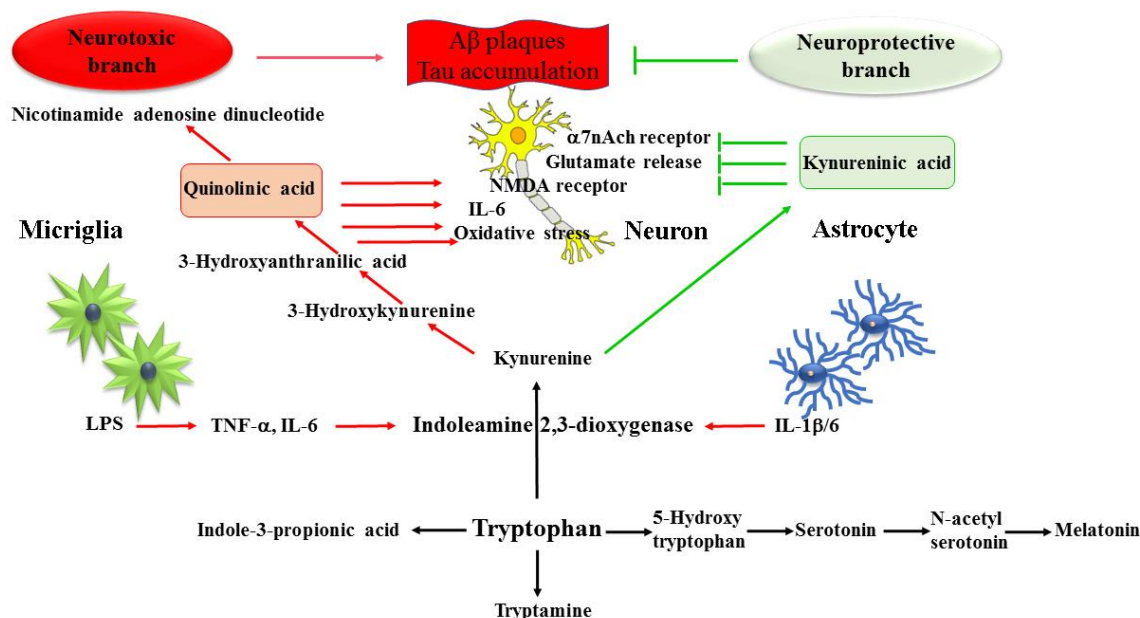 Neurotoxic
branch
Aβ plaques
Tau accumulation
Neuroprotective
branch
Nicotinamide adenosine dinucleotide
α7nAch receptor
Glutamate release
NMDA receptor
Kynureninic acid
Quinolinic acid
IL-6
Oxidative stress
Micriglia
Neuron
Astrocyte
3-Hydroxyanthranilic acid
3-Hydroxykynurenine
Kynurenine
LPS
TNF-α, IL-6
Indoleamine 2,3-dioxygenase
IL-1β/6
Indole-3-propionic acid
Tryptophan
5-Hydroxy
tryptophan
Serotonin
N-acetyl
serotonin
Melatonin
Tryptamine